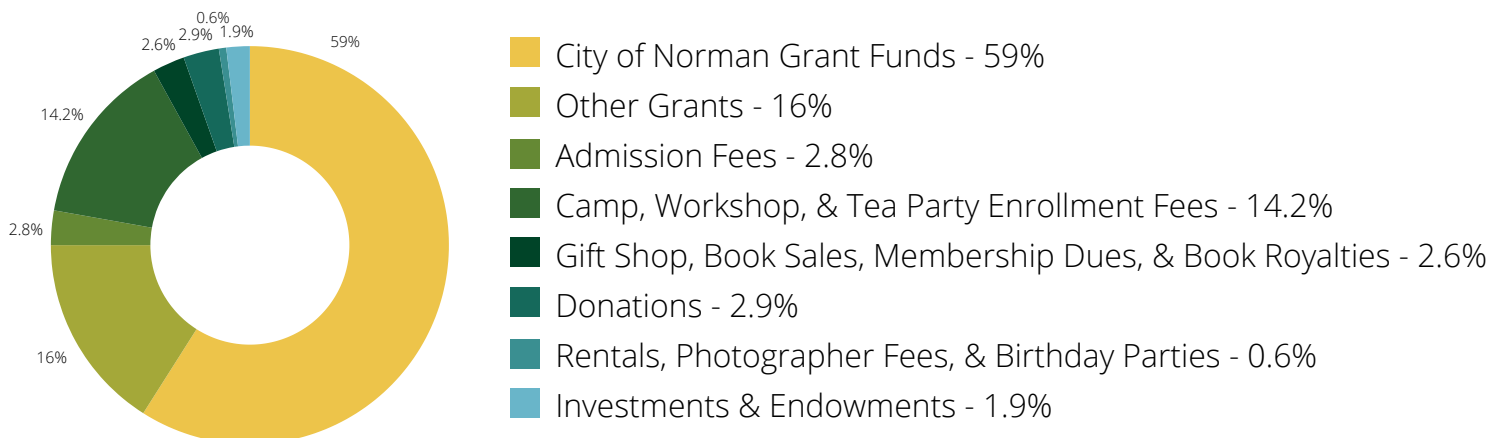 0.6%
2.6% 2.9% 1.9%
59%
14.2%
2.8%
16%
City of Norman Grant Funds - 59%
Other Grants - 16%
Admission Fees - 2.8%
Camp, Workshop, & Tea Party Enrollment Fees - 14.2%
Gift Shop, Book Sales, Membership Dues, & Book Royalties - 2.6%
Donations - 2.9%
Rentals, Photographer Fees, & Birthday Parties - 0.6%
Investments & Endowments - 1.9%